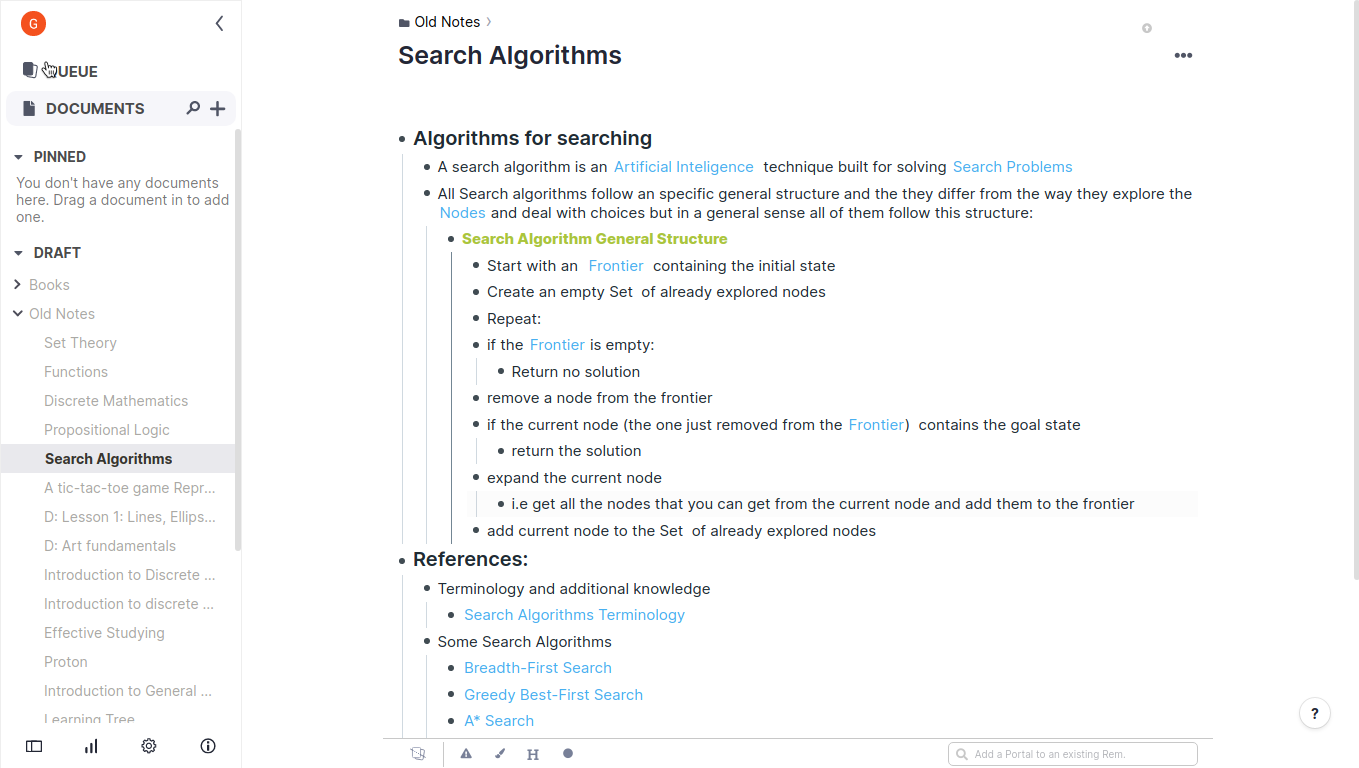 G
QUEUE
DOCUMENTS
PINNED
You don't have any documents
here. Drag a document in to add
one.
DRAFT
Books
Old Notes
Set Theory
Functions
Discrete Mathematics
Propositional Logic
Search Algorithms
A tic-tac-toe game Repr...
D: Lesson 1: Lines, Ellips...
D: Art fundamentals
Introduction to Discrete ...
Introduction to discrete ...
Effective Studying
Proton
Introduction to General ...
Learning Tree
Old Notes
Search Algorithms
Algorithms for searching
A search algorithm is an Artificial Inteligence technique built for solving Search Problems
All Search algorithms follow an specific general structure and the they differ from the way they explore the
Nodes and deal with choices but in a general sense all of them follow this structure:
Search Algorithm General Structure
Start with an Frontier containing the initial state
Create an empty Set of already explored nodes
Repeat:
if the Frontier is empty:
Return no solution
remove a node from the frontier
if the current node (the one just removed from the Frontier) contains the goal state
return the solution
expand the current node
i.e get all the nodes that you can get from the current node and add them to the frontier
add current node to the Set of already explored nodes
References:
Terminology and additional knowledge
Search Algorithms Terminology
Some Search Algorithms
Breadth-First Search
Greedy Best-First Search
A* Search
H
Add a Portal to an existing Rem.
?